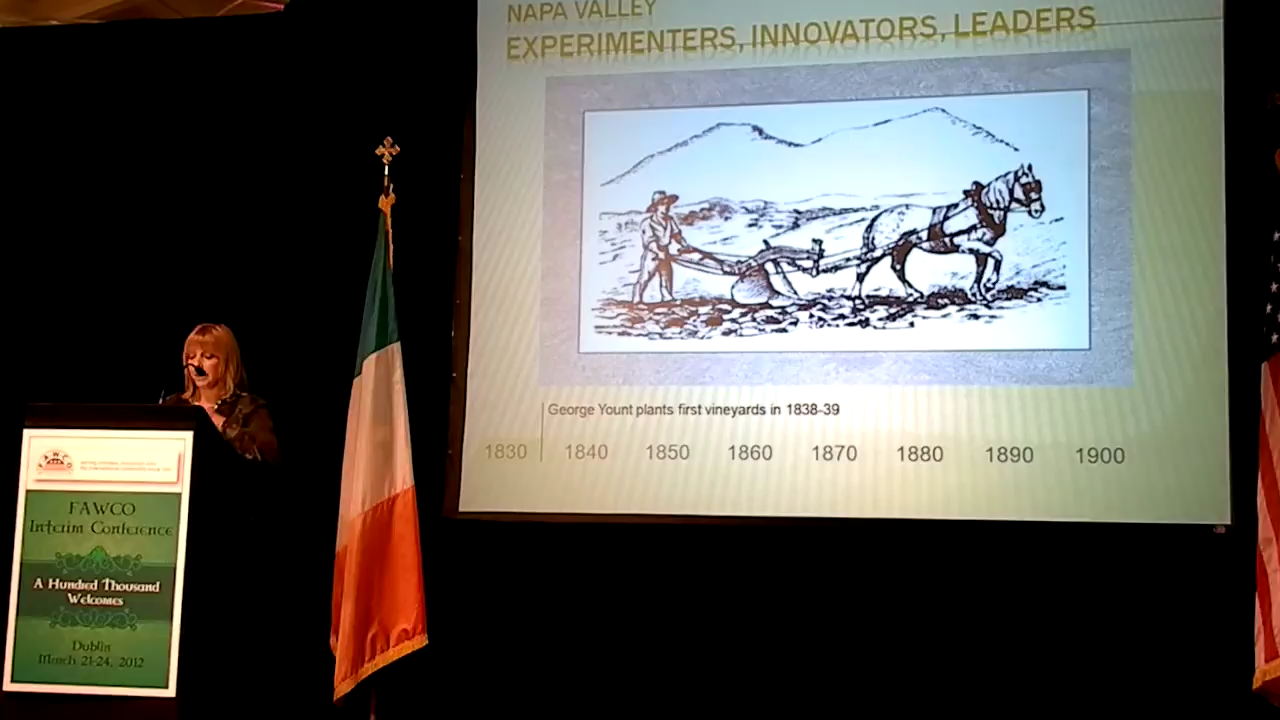 NAPA VALLEY
EXPERIMENTERS, INNOVATORS, LEADERS
George Yount plants first vineyards in 1838-39
1830 1840 1850 1860 1870 1880 1890 1900
FAWCO
FAWCO
Interim Conference
A Hundred Thousand
Welcomes
Dublin
March 21-24, 2012